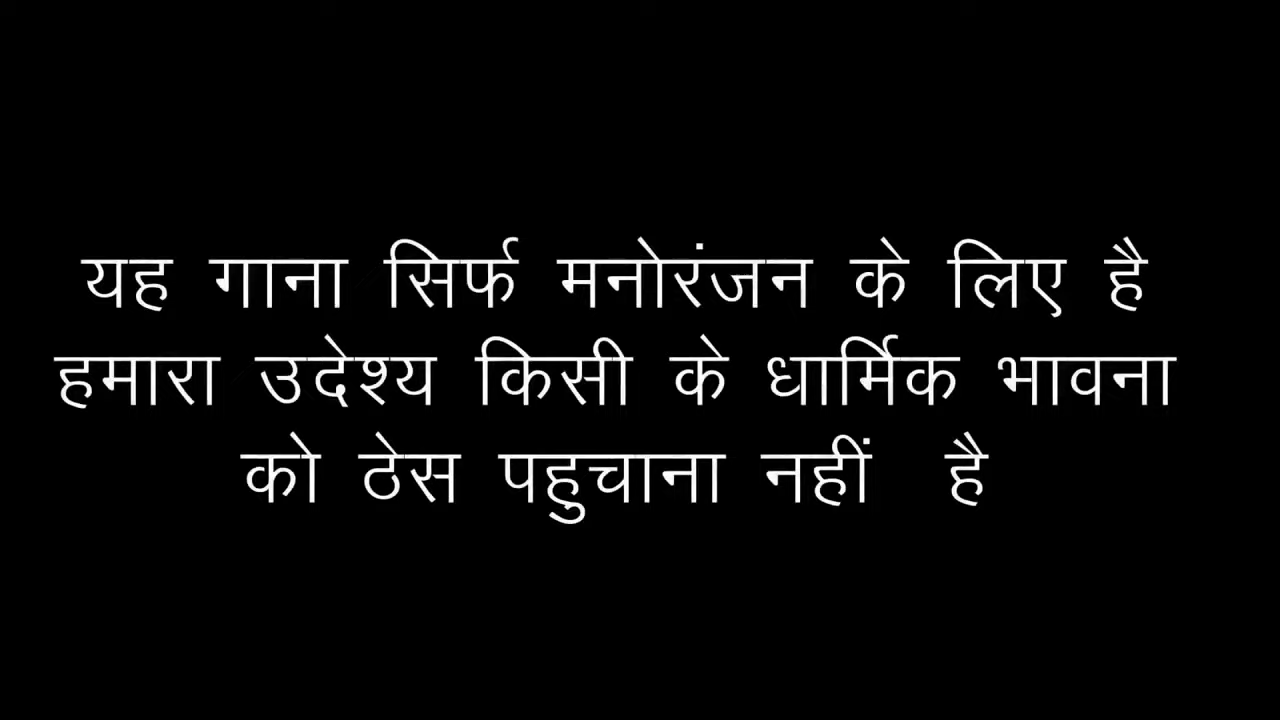 यह गाना सिर्फ मनोरंजन के लिए है
हमारा उदेश्य किसी के धार्मिक भावना
को ठेस पहुचाना नहीं है